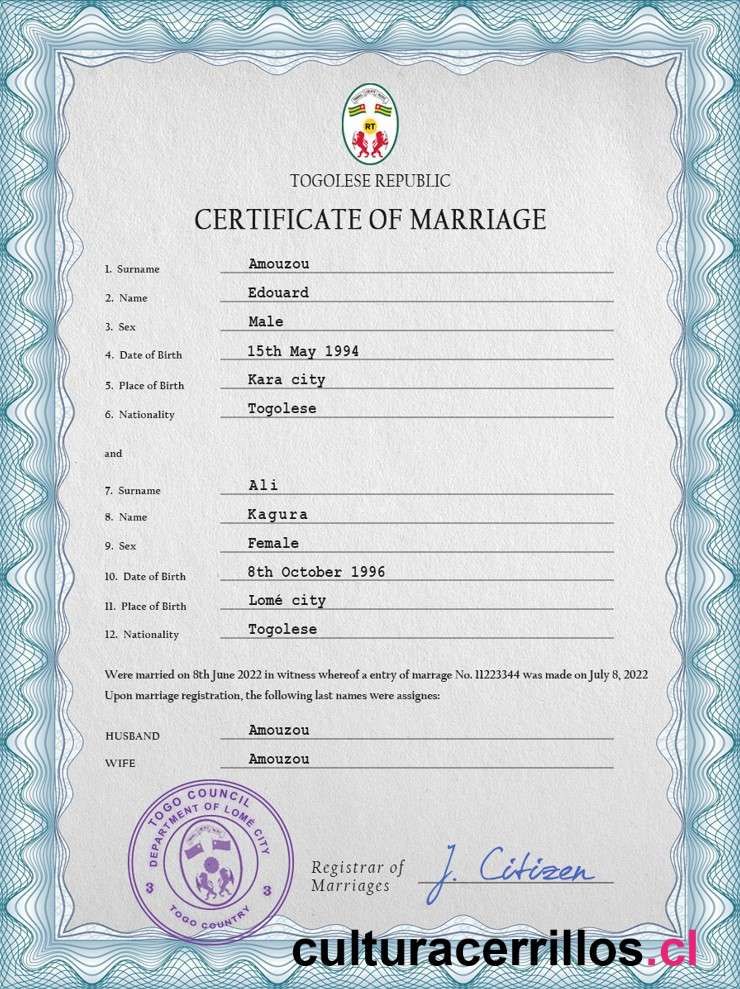 RT
TOGOLESE REPUBLIC
CERTIFICATE OF MARRIAGE
1. Surname Amouzou
2. Name Edouard
3. Sex Male
4. Date of Birth 15th May 1994
5. Place of Birth Kara city
6. Nationality Togolese
and
7. Surname Ali
8. Name Kagura
9. Sex Female
10. Date of Birth 8th October 1996
11. Place of Birth Lomé city
12. Nationality Togolese
Were married on 8th June 2022 in witness whereof a entry of marrage No. 11223344 was made on July 8, 2022
Upon marriage registration, the following last names were assignes:
HUSBAND Amouzou
WIFE Amouzou
TOGO COUNCIL
DEPARTMENT OF LOMÉ CITY
3 3
TOGO COUNTRY
Registrar of
Marriages
J. Citizen
culturacerrillos.cl